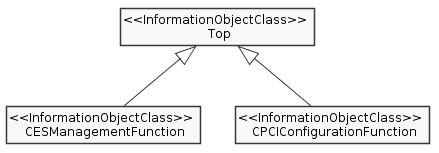 <<InformationObjectClass>>
Top
<<InformationObjectClass>>
CESManagementFunction
<<InformationObjectClass>>
CPCIConfigurationFunction